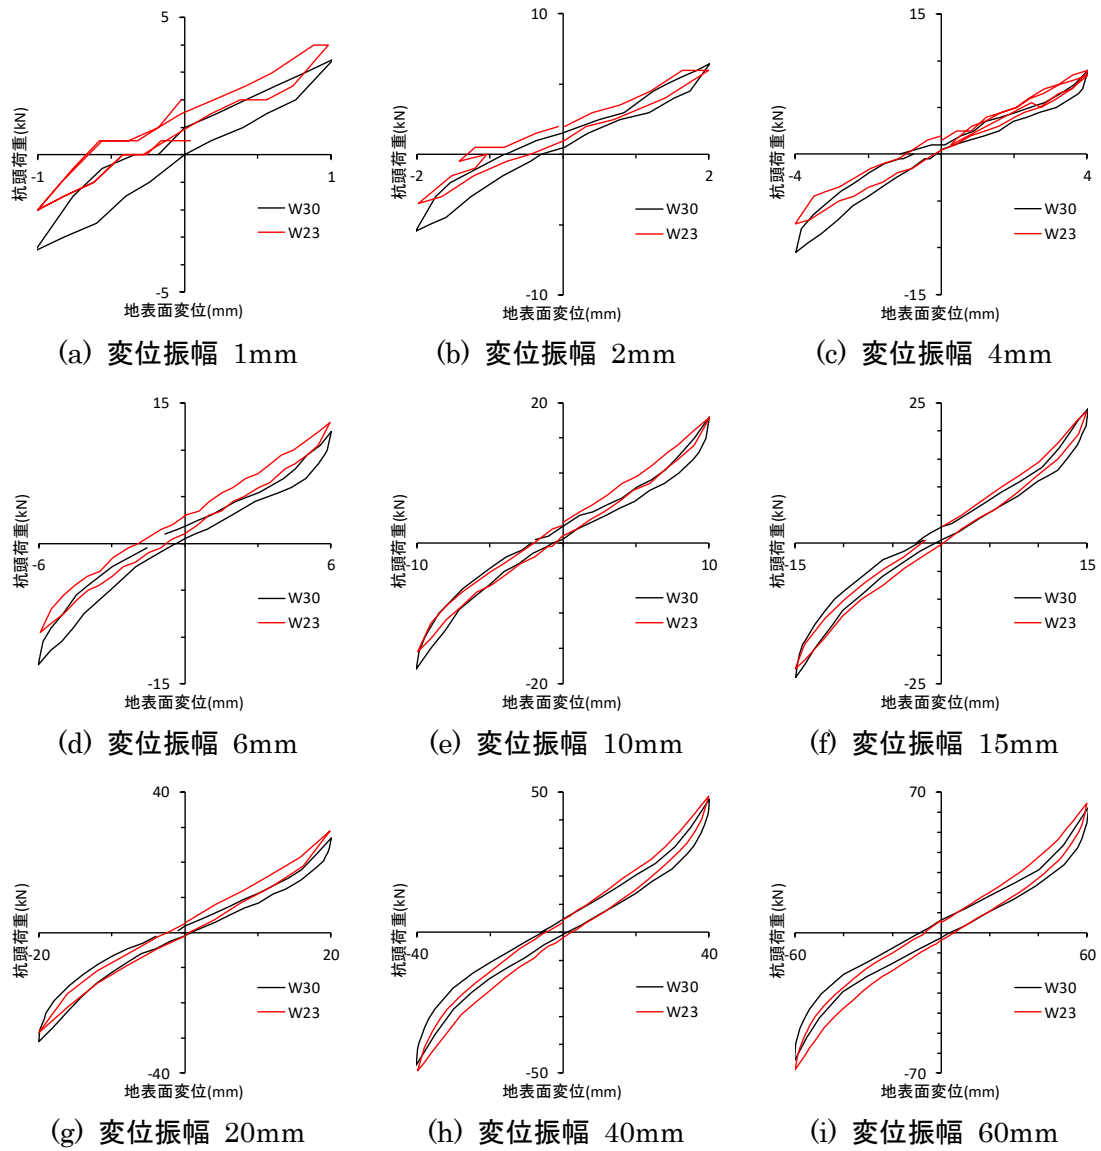 5
杭頭荷重(kN)
-1
1
W30
W23
-5
地表面変位(mm)
(a) 変位振幅 1mm
10
杭頭荷重(kN)
-2
2
W30
W23
-10
地表面変位(mm)
(b) 変位振幅 2mm
15
杭頭荷重(kN)
-4
4
W30
W23
-15
地表面変位(mm)
(c) 変位振幅 4mm
15
杭頭荷重(kN)
-6
6
W30
W23
-15
地表面変位(mm)
(d) 変位振幅 6mm
20
杭頭荷重(kN)
-10
10
W30
W23
-20
地表面変位(mm)
(e) 変位振幅 10mm
25
杭頭荷重(kN)
-15
15
W30
W23
-25
地表面変位(mm)
(f) 変位振幅 15mm
40
杭頭荷重(kN)
-20
20
W30
W23
-40
地表面変位(mm)
(g) 変位振幅 20mm
50
杭頭荷重(kN)
-40
40
W30
W23
-50
地表面変位(mm)
(h) 変位振幅 40mm
70
杭頭荷重(kN)
-60
60
W30
W23
-70
地表面変位(mm)
(i) 変位振幅 60mm